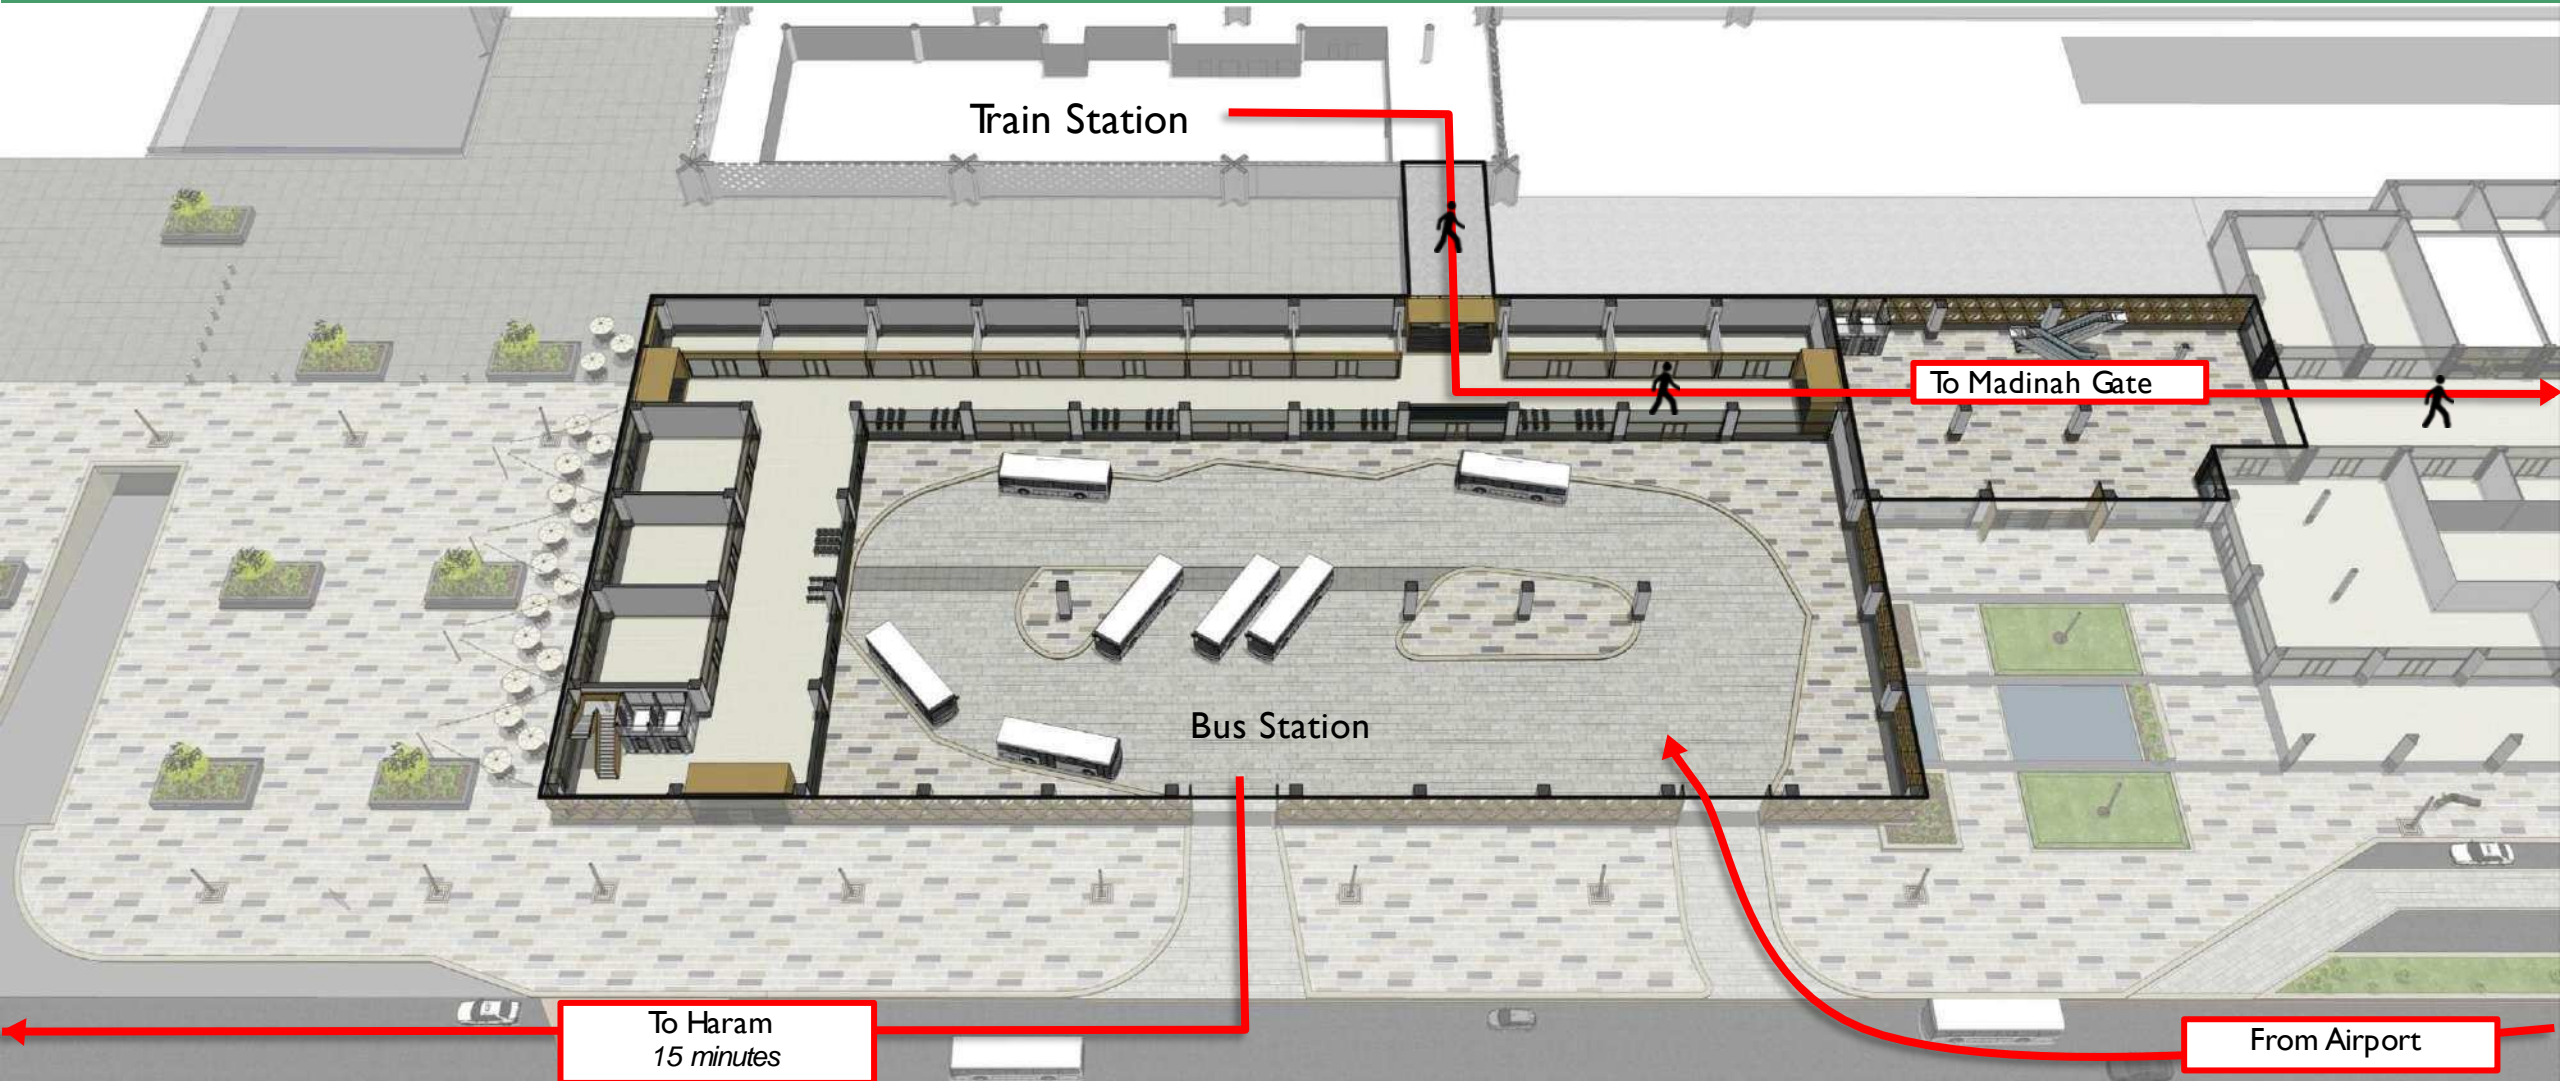 Train Station
To Madinah Gate
Bus Station
To Haram
15 minutes
From Airport